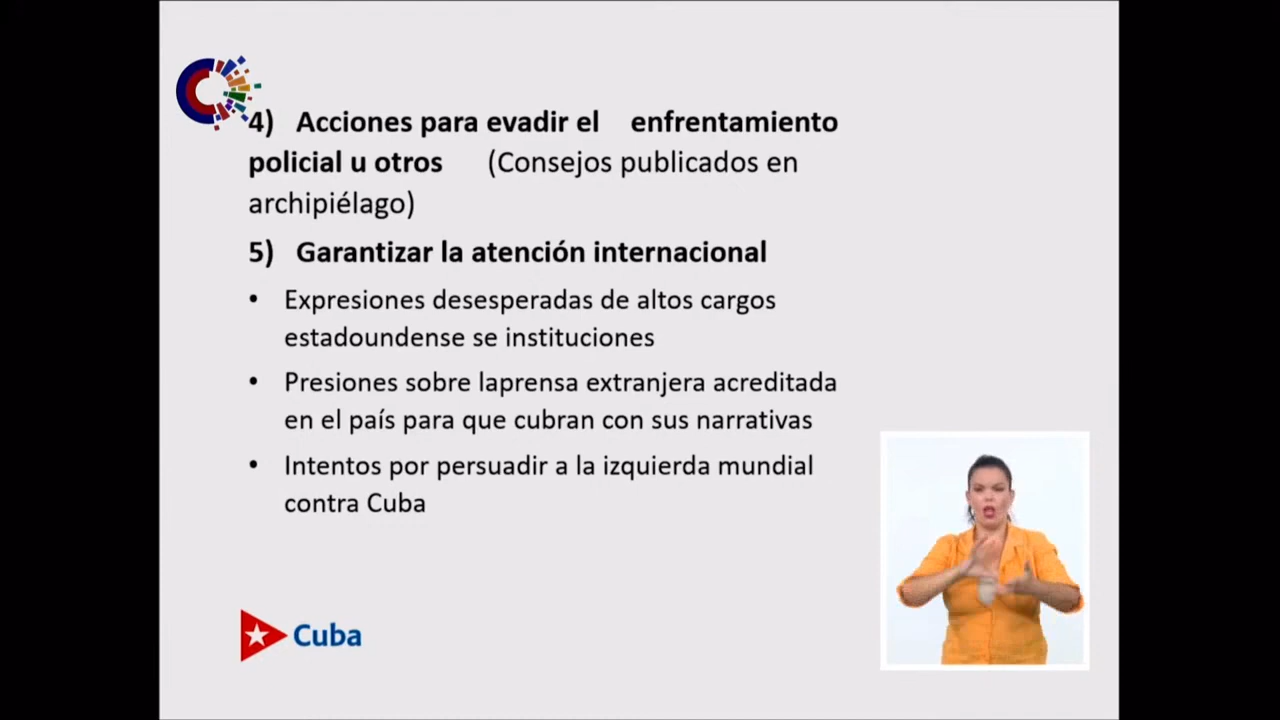 4) Acciones para evadir el enfrentamiento
policial u otros (Consejos publicados en
archipiélago)
5) Garantizar la atención internacional
• Expresiones desesperadas de altos cargos
estadoundense se instituciones
• Presiones sobre laprensa extranjera acreditada
en el país para que cubran con sus narrativas
• Intentos por persuadir a la izquierda mundial
contra Cuba
Cuba